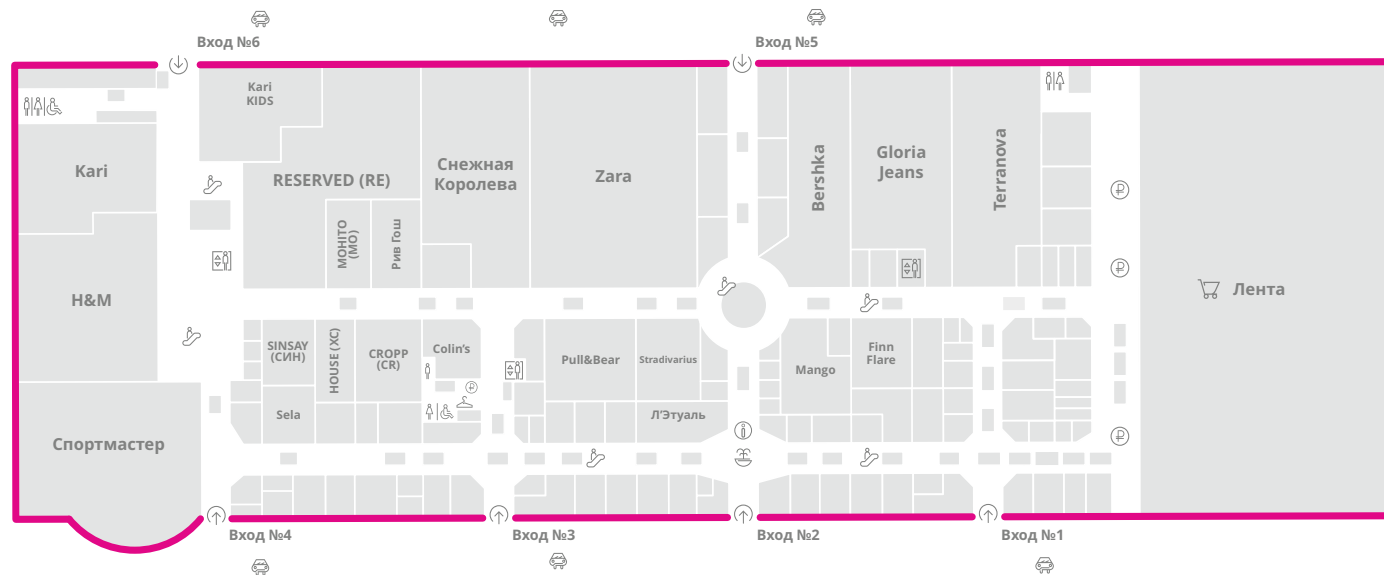 Вход №6
Вход №5
Kari
KIDS
Kari
RESERVED (RE)
Снежная
Королева
Zara
Bershka
Gloria
Jeans
Terranova
MOHITO
(MO)
Рив Гош
H&M
Лента
SINSAY
(СИН)
HOUSE (ХС)
CROPP
(CR)
Colin's
Pull&Bear
Stradivarius
Mango
Finn
Flare
Sela
Л'Этуаль
Спортмастер
Вход №4
Вход №3
Вход №2
Вход №1